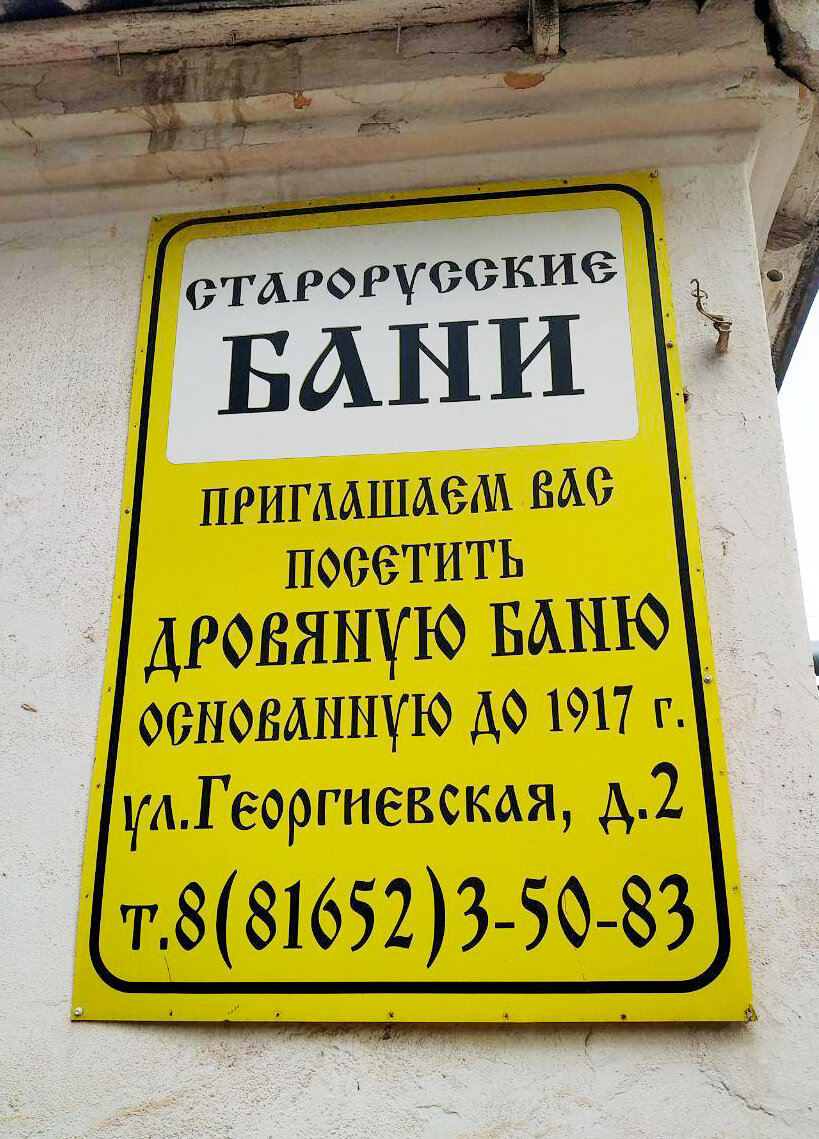 СТАРОРУССКИЕ
БАНИ
ПРИГЛАШАЕМ ВАС
ПОСЕТИТЬ
ДРОВЯНУЮ БАНЮ
ОСНОВАННУЮ ДО 1917 г.
ул.Георгиевская, д.2
т.8(81652)3-50-83